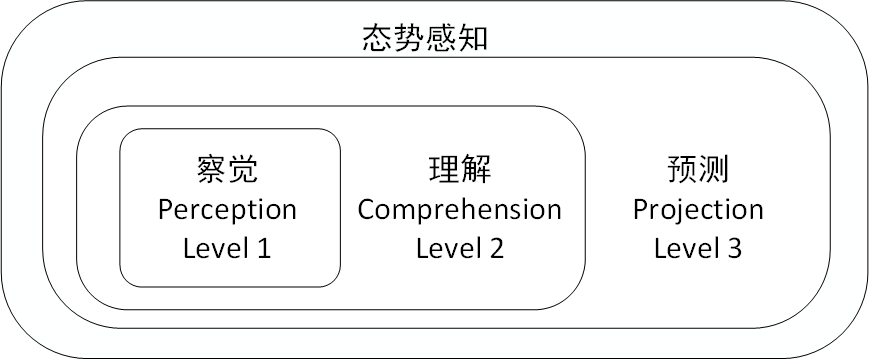 态势感知
察觉
Perception
Level 1
理解
Comprehension
Level 2
预测
Projection
Level 3